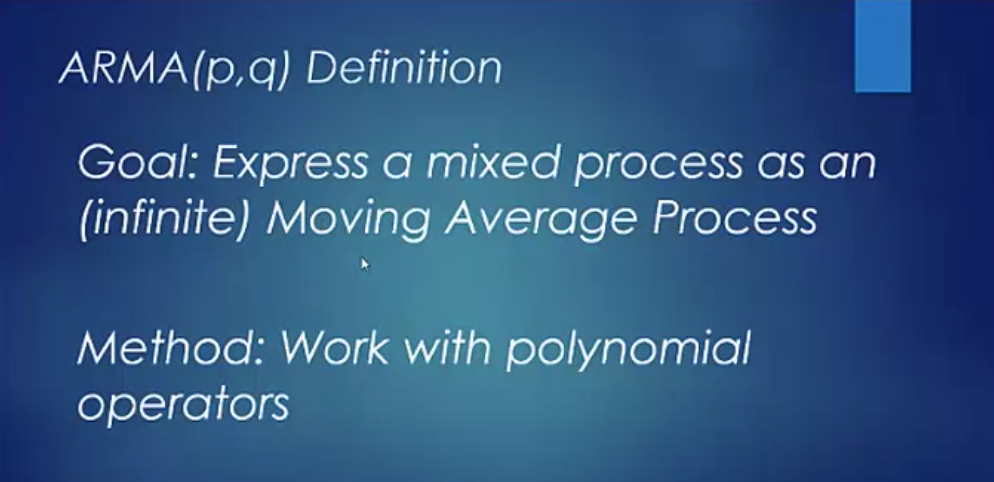 ARMA(p,q) Definition
Goal: Express a mixed process as an
(infinite) Moving Average Process
Method: Work with polynomial
operators